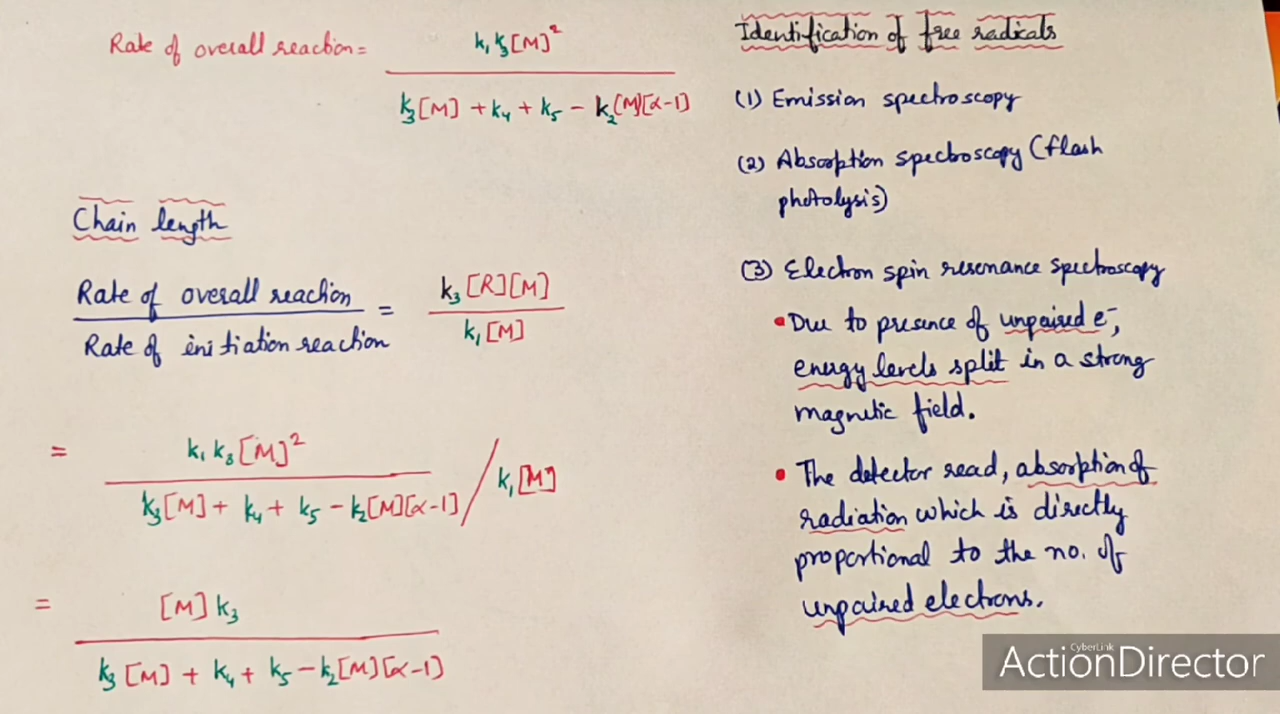 Rate of overall reaction = k₁k₃[M]² / k₃[M] + k₄ + k₅ - k₂[M][α-1]
Chain length
Rate of overall reaction / Rate of initiation reaction = k₃[R][M] / k₁[M]
= k₁k₃[M]² / k₃[M] + k₄ + k₅ - k₂[M][α-1] / k₁[M]
= [M]k₃ / k₃[M] + k₄ + k₅ - k₂[M][α-1]
Identification of free radicals
(1) Emission spectroscopy
(2) Absorption spectroscopy (flash
photolysis)
(3) Electron spin resenance spectroscopy
• Due to presence of unpaired e⁻,
energy levels split in a strong
magnetic field.
• The detector read, absorption of
radiation which is directly
proportional to the no. of
unpaired electrons.
CyberLink
ActionDirector